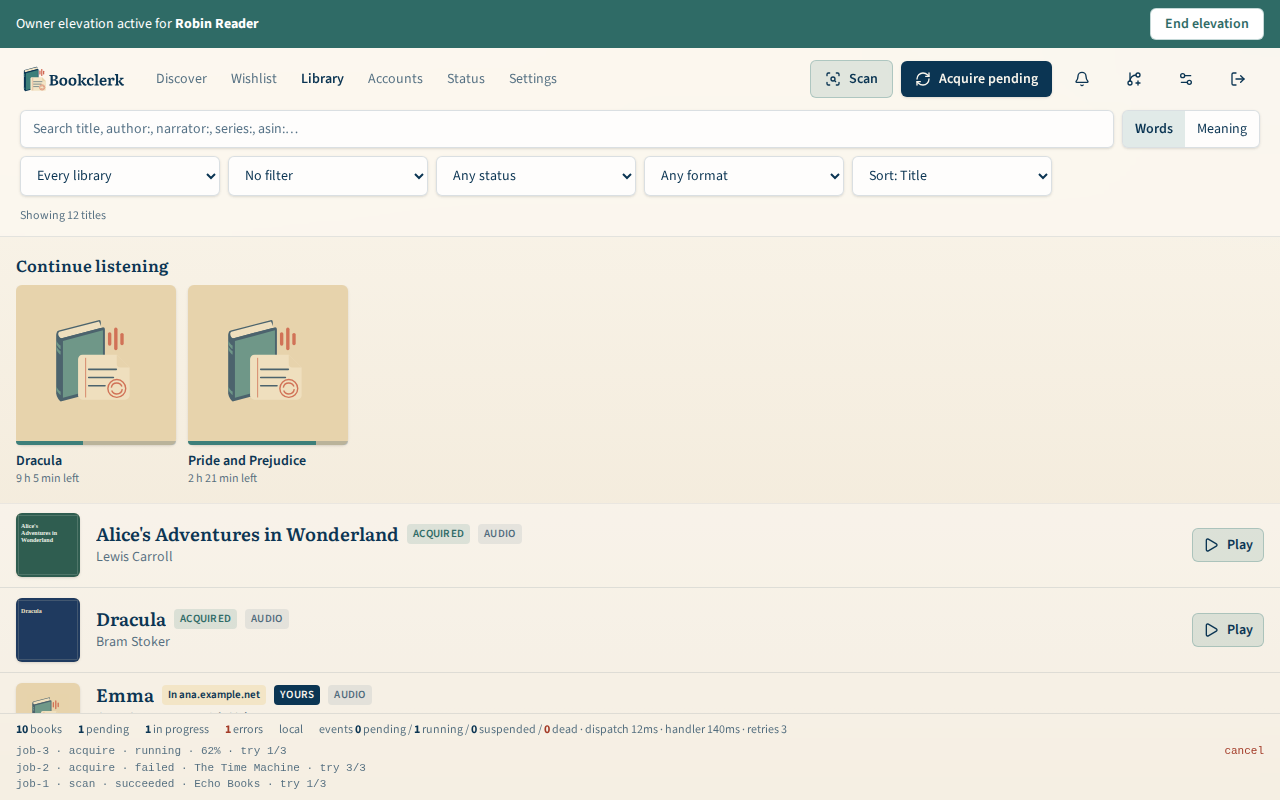 Owner elevation active for Robin Reader
End elevation
Bookclerk
Discover
Wishlist
Library
Accounts
Status
Settings
Scan
Acquire pending
Search title, author:, narrator:, series:, asin:…
Words
Meaning
Every library
No filter
Any status
Any format
Sort: Title
Showing 12 titles
Continue listening
Dracula
9 h 5 min left
Pride and Prejudice
2 h 21 min left
Alice's
Adventures in
Wonderland
Alice's Adventures in Wonderland
ACQUIRED
AUDIO
Lewis Carroll
Play
Dracula
Dracula
ACQUIRED
AUDIO
Bram Stoker
Play
Emma
In ana.example.net
YOURS
AUDIO
10 books
1 pending
1 in progress
1 errors
local
events 0 pending / 1 running / 0 suspended / 0 dead · dispatch 12ms · handler 140ms · retries 3
job-3 · acquire · running · 62% · try 1/3
cancel
job-2 · acquire · failed · The Time Machine · try 3/3
job-1 · scan · succeeded · Echo Books · try 1/3